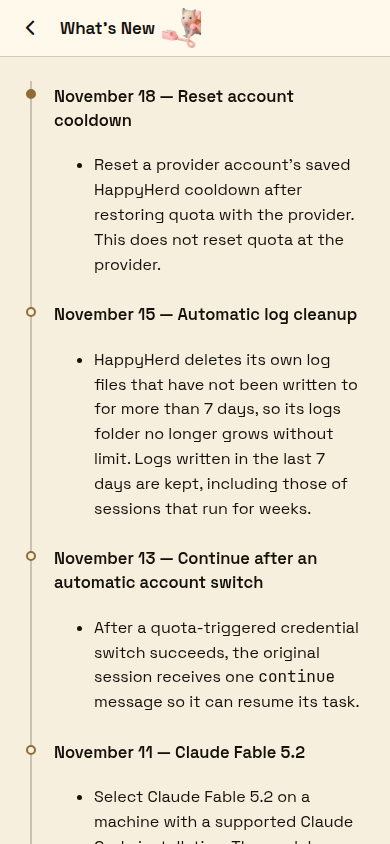 What's New
November 18 — Reset account
cooldown
• Reset a provider account's saved
HappyHerd cooldown after
restoring quota with the provider.
This does not reset quota at the
provider.
November 15 — Automatic log cleanup
• HappyHerd deletes its own log
files that have not been written to
for more than 7 days, so its logs
folder no longer grows without
limit. Logs written in the last 7
days are kept, including those of
sessions that run for weeks.
November 13 — Continue after an
automatic account switch
• After a quota-triggered credential
switch succeeds, the original
session receives one continue
message so it can resume its task.
November 11 — Claude Fable 5.2
• Select Claude Fable 5.2 on a
machine with a supported Claude